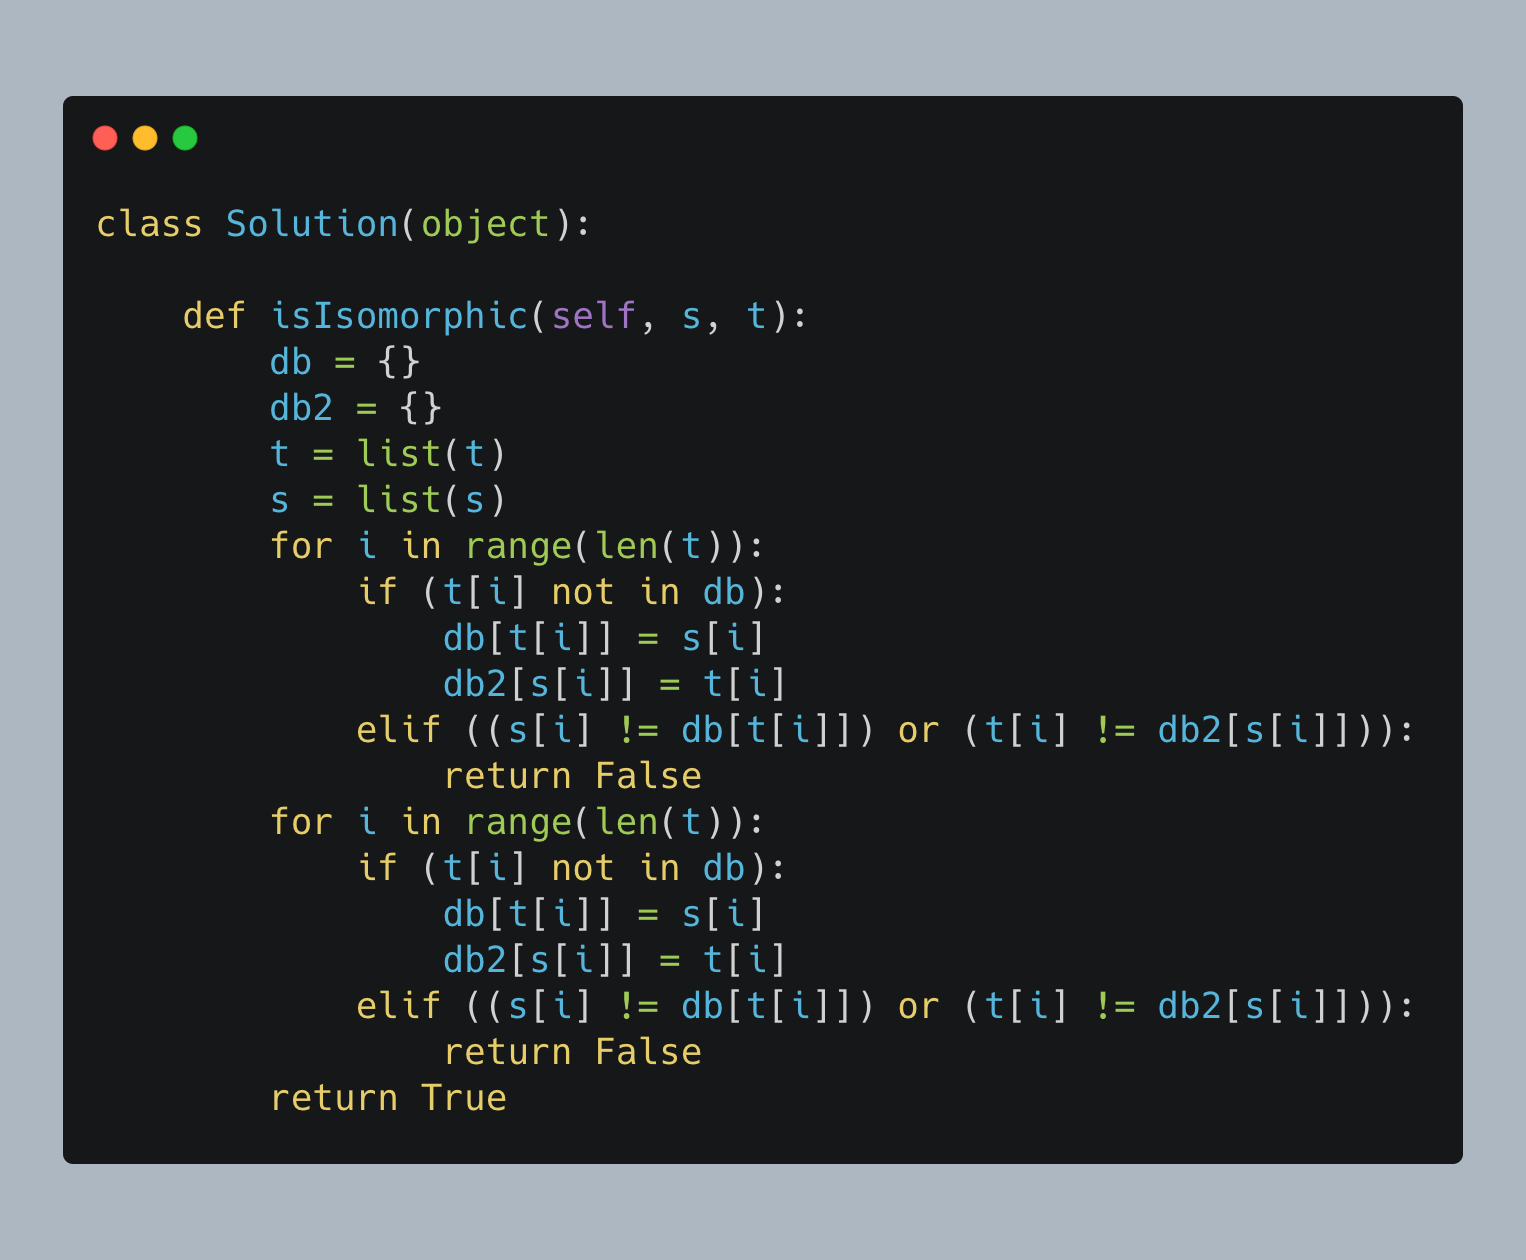 class Solution(object):

    def isIsomorphic(self, s, t):
        db = {}
        db2 = {}
        t = list(t)
        s = list(s)
        for i in range(len(t)):
            if (t[i] not in db):
                db[t[i]] = s[i]
                db2[s[i]] = t[i]
            elif ((s[i] != db[t[i]]) or (t[i] != db2[s[i]])):
                return False
        for i in range(len(t)):
            if (t[i] not in db):
                db[t[i]] = s[i]
                db2[s[i]] = t[i]
            elif ((s[i] != db[t[i]]) or (t[i] != db2[s[i]])):
                return False
        return True